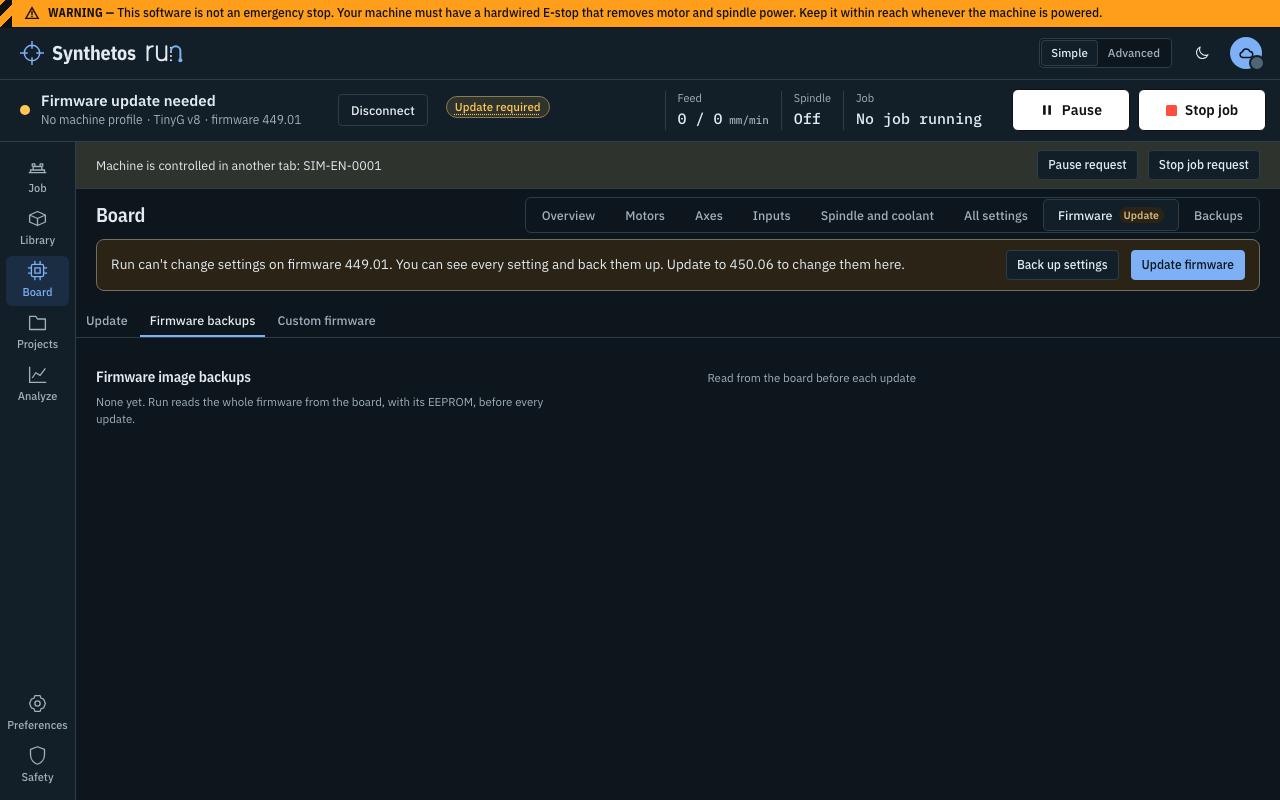 WARNING — This software is not an emergency stop. Your machine must have a hardwired E-stop that removes motor and spindle power. Keep it within reach whenever the machine is powered.
Synthetos run
Simple
Advanced
Firmware update needed
No machine profile · TinyG v8 · firmware 449.01
Disconnect
Update required
Feed
0 / 0 mm/min
Spindle
Off
Job
No job running
Pause
Stop job
Machine is controlled in another tab: SIM-EN-0001
Pause request
Stop job request
Job
Library
Board
Projects
Analyze
Preferences
Safety
Board
Overview
Motors
Axes
Inputs
Spindle and coolant
All settings
Firmware Update
Backups
Run can't change settings on firmware 449.01. You can see every setting and back them up. Update to 450.06 to change them here.
Back up settings
Update firmware
Update
Firmware backups
Custom firmware
Firmware image backups
Read from the board before each update
None yet. Run reads the whole firmware from the board, with its EEPROM, before every
update.